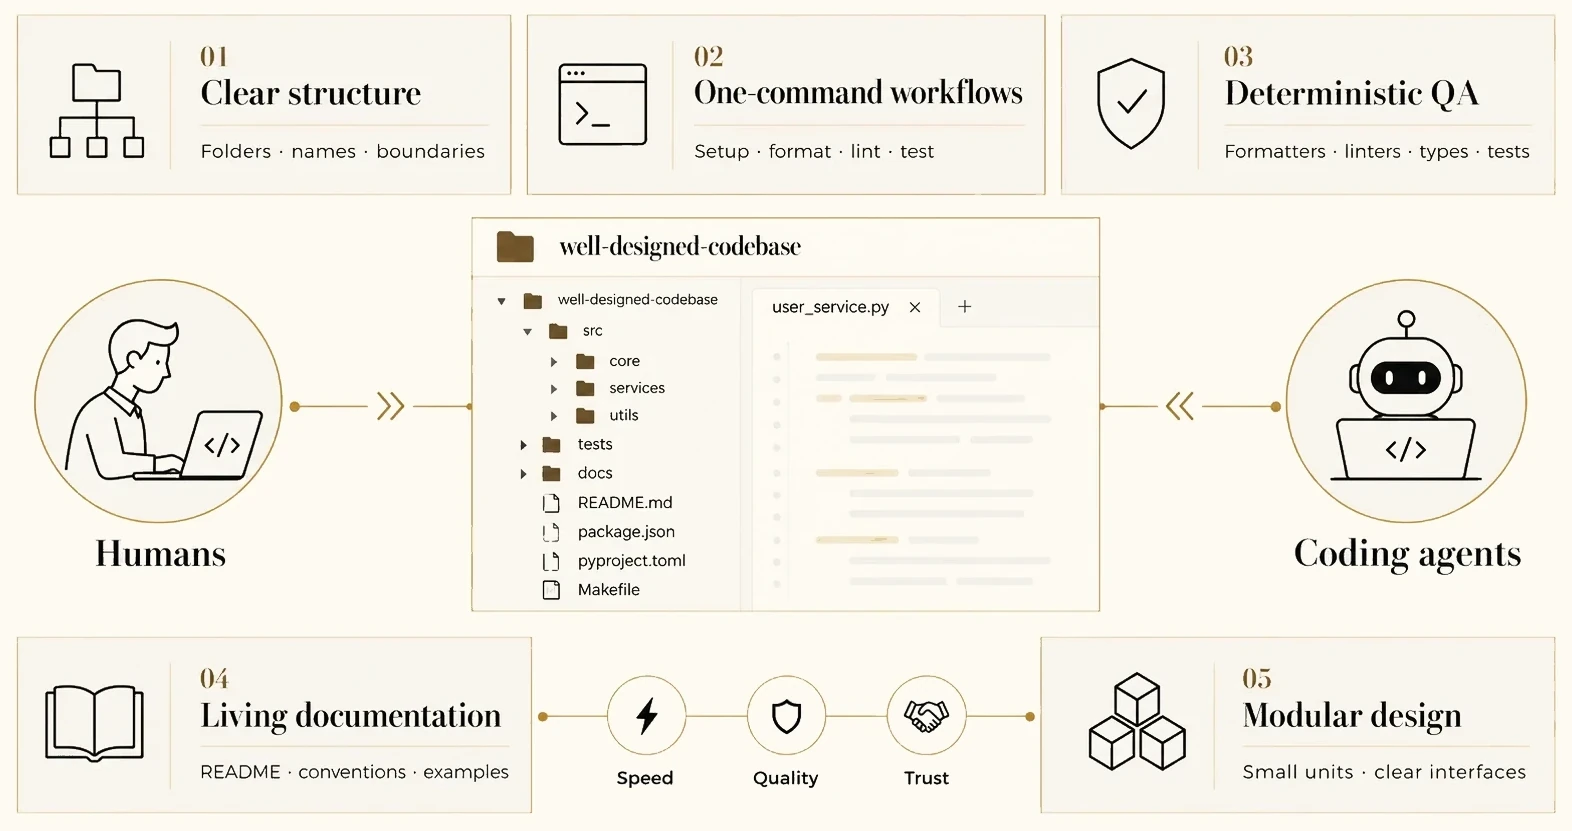 01
Clear structure
Folders · names · boundaries
02
One-command workflows
Setup · format · lint · test
03
Deterministic QA
Formatters · linters · types · tests
well-designed-codebase
well-designed-codebase
src
core
services
utils
tests
docs
README.md
package.json
pyproject.toml
Makefile
user_service.py × +
</>
Humans
</>
Coding agents
04
Living documentation
README · conventions · examples
Speed
Quality
Trust
05
Modular design
Small units · clear interfaces